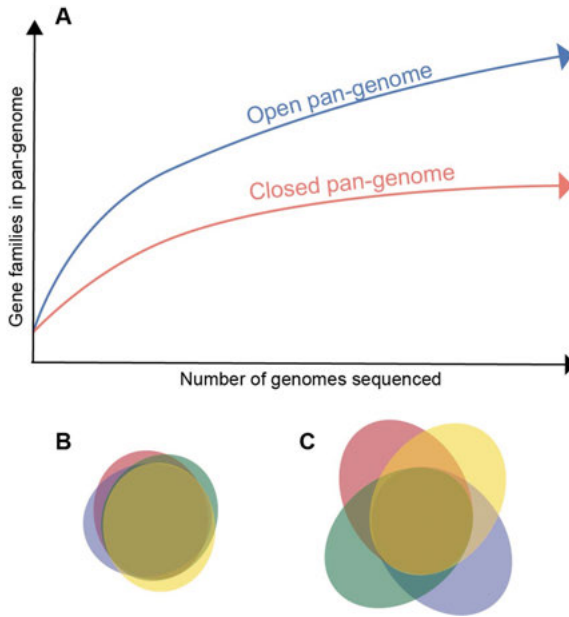 A
Gene families in pan-genome
Open pan-genome
Closed pan-genome
Number of genomes sequenced
B
C